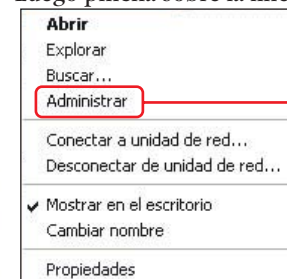 Luego pincha sobre la
Abrir
Explorar
Buscar...
Administrar
Conectar a unidad de red...
Desconectar de unidad de red...
Mostrar en el escritorio
Cambiar nombre
Propiedades